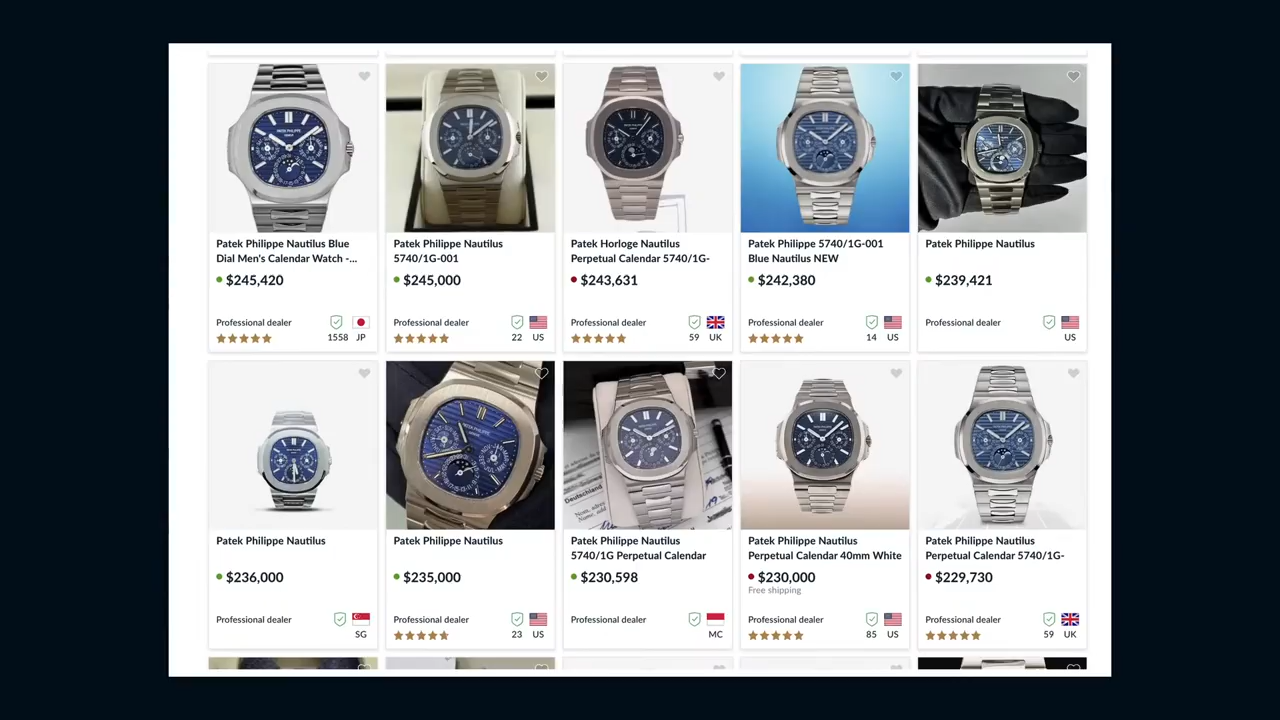 Patek Philippe Nautilus Blue
Dial Men's Calendar Watch -...
$245,420
Professional dealer
1558 JP
Patek Philippe Nautilus
5740/1G-001
$245,000
Professional dealer
22 US
Patek Horloge Nautilus
Perpetual Calendar 5740/1G-
$243,631
Professional dealer
59 UK
Patek Philippe 5740/1G-001
Blue Nautilus NEW
$242,380
Professional dealer
14 US
Patek Philippe Nautilus
$239,421
Professional dealer
US
Patek Philippe Nautilus
$236,000
Professional dealer
SG
Patek Philippe Nautilus
$235,000
Professional dealer
23 US
Deutschland
Patek Philippe Nautilus
5740/1G Perpetual Calendar
$230,598
Professional dealer
MC
Patek Philippe Nautilus
Perpetual Calendar 40mm White
$230,000
Free shipping
Professional dealer
85 US
Patek Philippe Nautilus
Perpetual Calendar 5740/1G-
$229,730
Professional dealer
59 UK